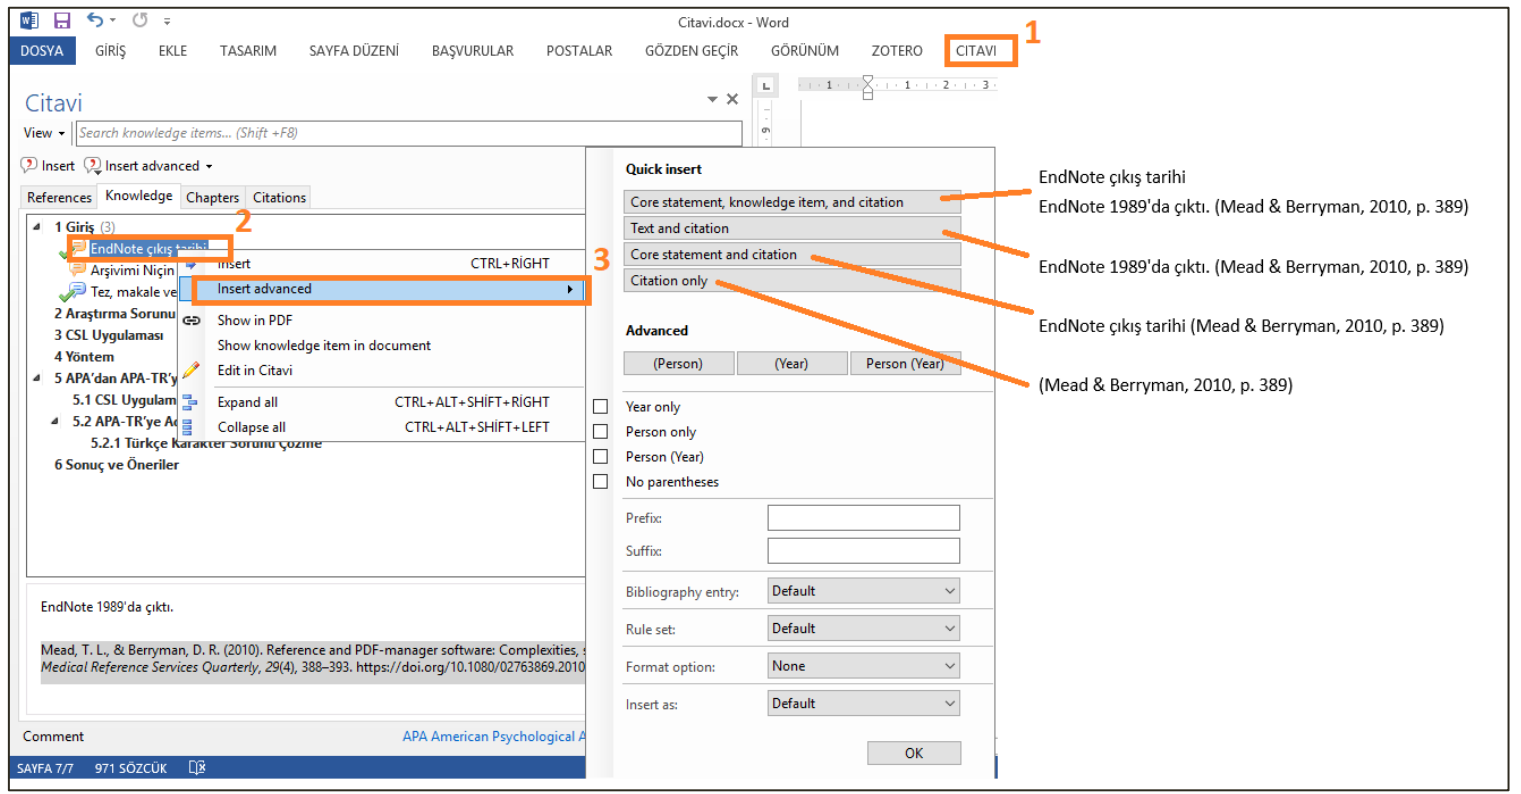 Citavi.docx - Word
1
DOSYA GİRİŞ EKLE TASARIM SAYFA DÜZENİ BAŞVURULAR POSTALAR GÖZDEN GEÇİR GÖRÜNÜM ZOTERO CITAVI
L 1 1 2 3
Citavi
View Search knowledge items... (Shift +F8)
Insert Insert advanced
References Knowledge Chapters Citations
2
1 Giriş (3)
EndNote çıkış tarihi
Arşivimi Niçin
Tez, makale ve
2 Araştırma Sorunu
3 CSL Uygulaması
4 Yöntem
5 APA'dan APA-TR'y
5.1 CSL Uygulam
5.2 APA-TR'ye Ad
5.2.1 Türkçe Karakter Sorunu Çözme
6 Sonuç ve Öneriler
Insert CTRL+RİGHT
3
Insert advanced
Show in PDF
Show knowledge item in document
Edit in Citavi
Expand all CTRL+ALT+SHİFT+RİGHT
Collapse all CTRL+ALT+SHİFT+LEFT
EndNote 1989'da çıktı.
Mead, T. L., & Berryman, D. R. (2010). Reference and PDF-manager software: Complexities,
Medical Reference Services Quarterly, 29(4), 388–393. https://doi.org/10.1080/02763869.2010
Comment APA American Psychological A
SAYFA 7/7 971 SÖZCÜK
Quick insert
Core statement, knowledge item, and citation
Text and citation
Core statement and citation
Citation only
Advanced
(Person) (Year) Person (Year)
Year only
Person only
Person (Year)
No parentheses
Prefix:
Suffix:
Bibliography entry: Default
Rule set: Default
Format option: None
Insert as: Default
OK
EndNote çıkış tarihi
EndNote 1989'da çıktı. (Mead & Berryman, 2010, p. 389)
EndNote 1989'da çıktı. (Mead & Berryman, 2010, p. 389)
EndNote çıkış tarihi (Mead & Berryman, 2010, p. 389)
(Mead & Berryman, 2010, p. 389)